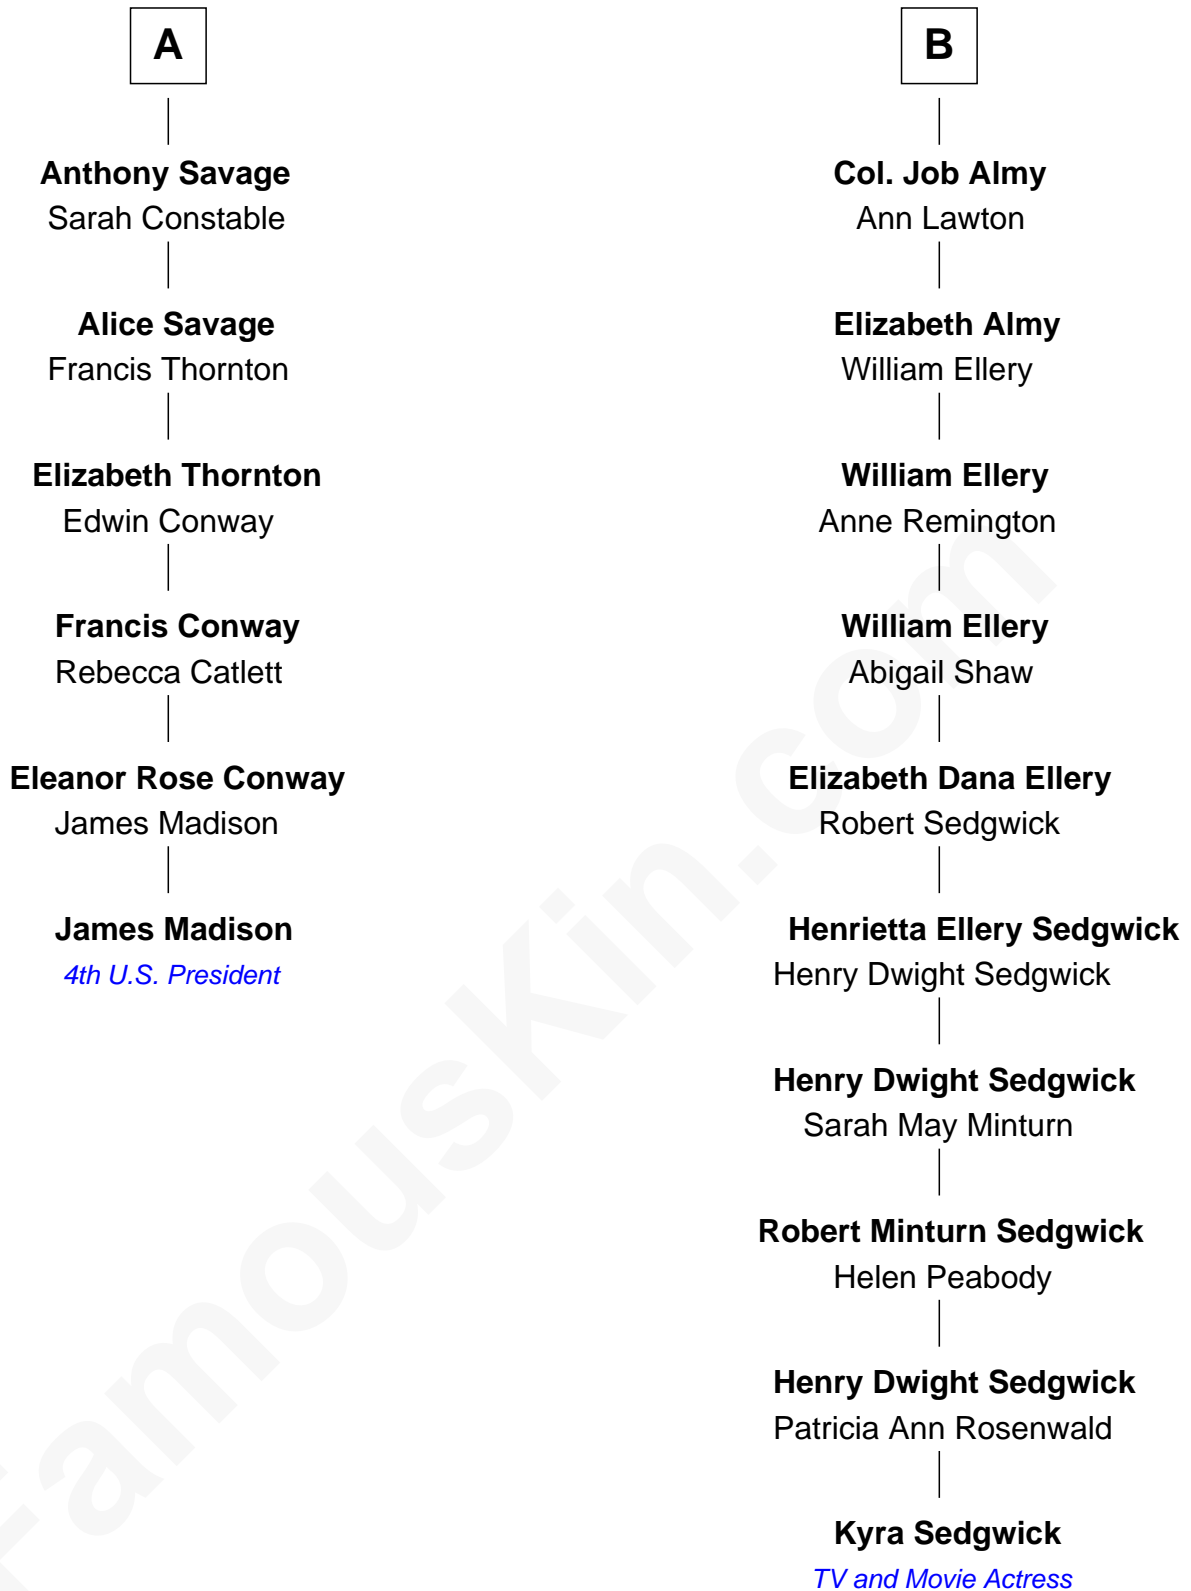 A
Anthony Savage
Sarah Constable
Alice Savage
Francis Thornton
Elizabeth Thornton
Edwin Conway
Francis Conway
Rebecca Catlett
Eleanor Rose Conway
James Madison
James Madison
4th U.S. President
B
Col. Job Almy
Ann Lawton
Elizabeth Almy
William Ellery
William Ellery
Anne Remington
William Ellery
Abigail Shaw
Elizabeth Dana Ellery
Robert Sedgwick
Henrietta Ellery Sedgwick
Henry Dwight Sedgwick
Henry Dwight Sedgwick
Sarah May Minturn
Robert Minturn Sedgwick
Helen Peabody
Henry Dwight Sedgwick
Patricia Ann Rosenwald
Kyra Sedgwick
TV and Movie Actress
FamousKin.com